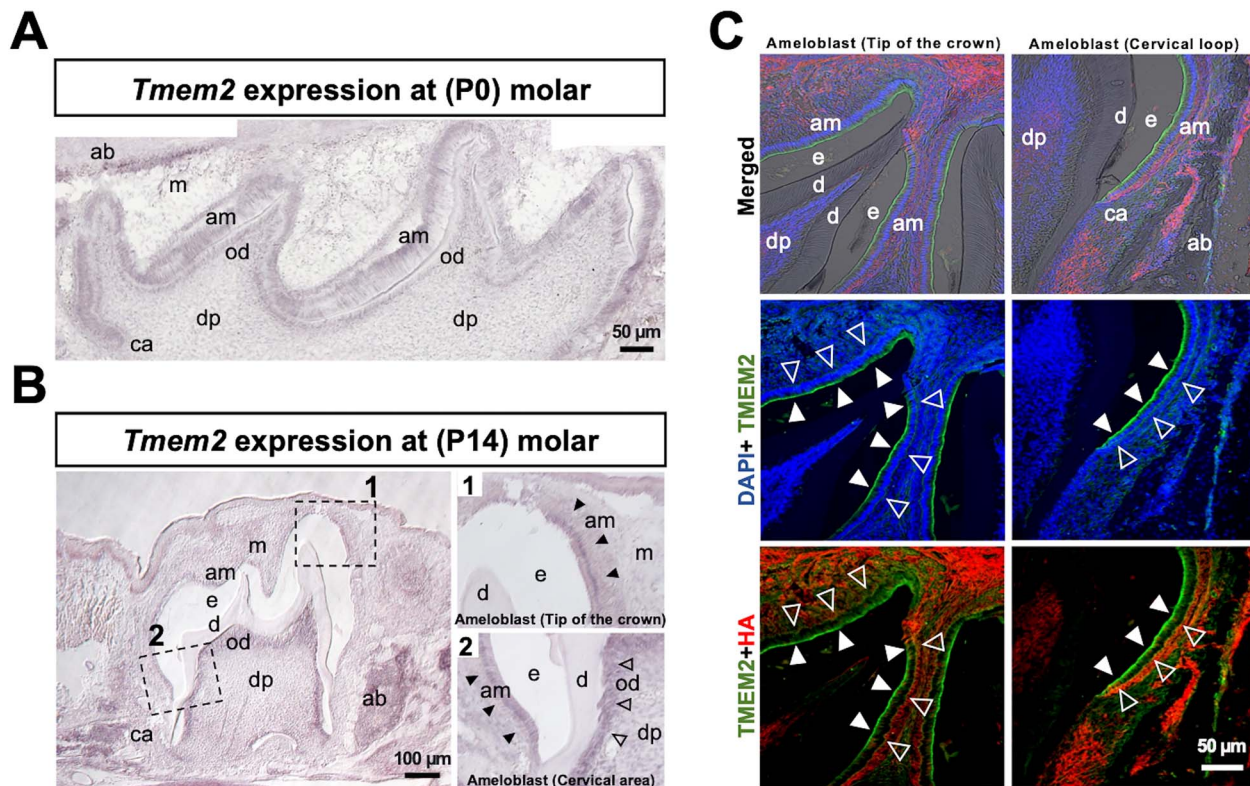 A
Tmem2 expression at (P0) molar
ab
m
am
am
od
od
dp
dp
ca
50 µm
B
Tmem2 expression at (P14) molar
1
m
am
e
d
od
2
dp
ab
ca
100 µm
1
am
m
e
d
Ameloblast (Tip of the crown)
2
am
e
d
od
dp
Ameloblast (Cervical area)
C
Ameloblast (Tip of the crown)
Ameloblast (Cervical loop)
Merged
am
e
d
d
e
dp
am
d
e
am
dp
ca
ab
DAPI+ TMEM2
TMEM2+HA
50 µm